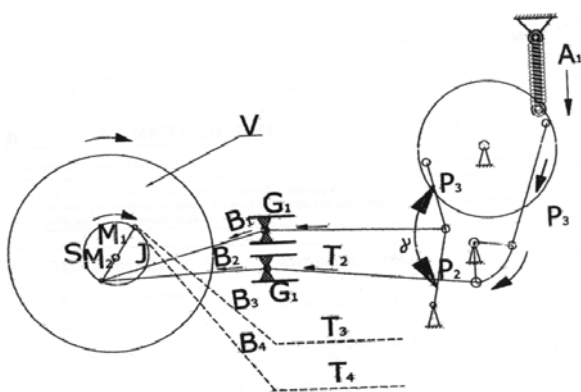 A₁
V
P₃
P₃
B₁ G₁
S M₁ J
M₂ B₂ T₂
γ
P₂
B₃ G₁
B₄ T₃
T₄